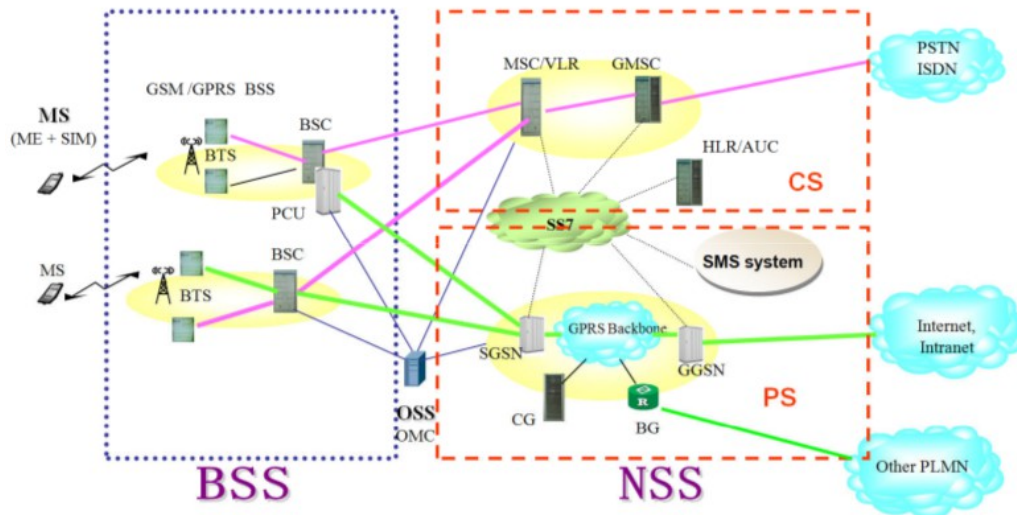 MSC/VLR
GMSC
PSTN
ISDN
GSM /GPRS BSS
MS
(ME + SIM)
BSC
BTS
HLR/AUC
CS
PCU
SS7
BSC
MS
BTS
SMS system
GPRS Backbone
Internet,
Intranet
SGSN
GGSN
PS
OSS
OMC
CG
R
BG
Other PLMN
BSS
NSS